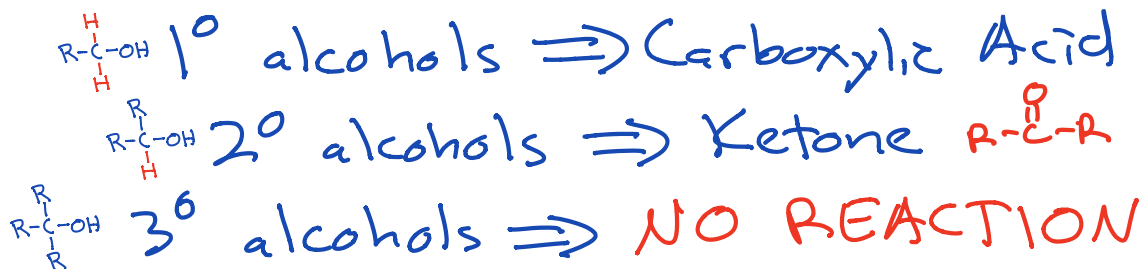 H R-C-OH H 1° alcohols ⇒ Carboxylic Acid
R R-C-OH H 2° alcohols ⇒ Ketone O R-C-R
R R-C-OH R 3° alcohols ⇒ NO REACTION